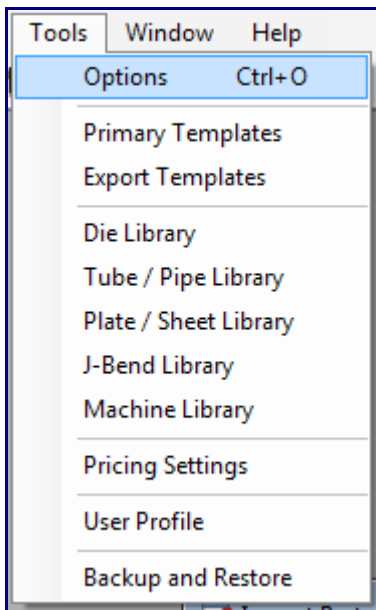 Tools Window Help
Options Ctrl+O
Primary Templates
Export Templates
Die Library
Tube / Pipe Library
Plate / Sheet Library
J-Bend Library
Machine Library
Pricing Settings
User Profile
Backup and Restore